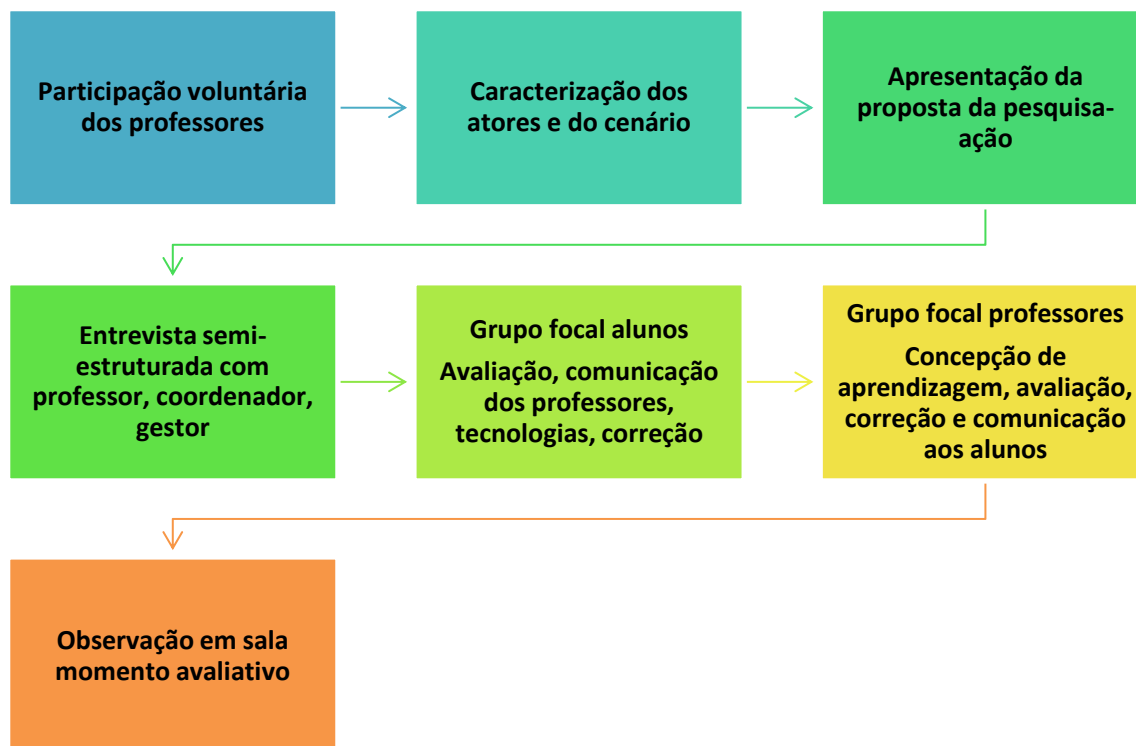 Participação voluntária
dos professores
Caracterização dos
atores e do cenário
Apresentação da
proposta da pesquisa-
ação
Entrevista semi-
estruturada com
professor, coordenador,
gestor
Grupo focal alunos
Avaliação, comunicação
dos professores,
tecnologias, correção
Grupo focal professores
Concepção de
aprendizagem, avaliação,
correção e comunicação
aos alunos
Observação em sala
momento avaliativo